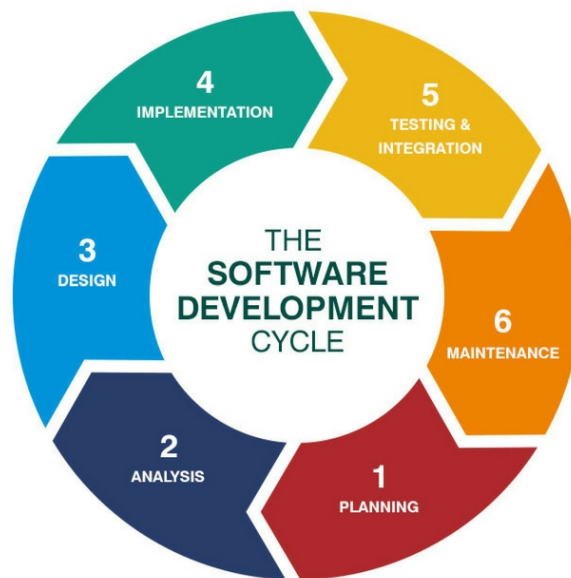 THE
SOFTWARE
DEVELOPMENT
CYCLE
1
PLANNING
2
ANALYSIS
3
DESIGN
4
IMPLEMENTATION
5
TESTING &
INTEGRATION
6
MAINTENANCE